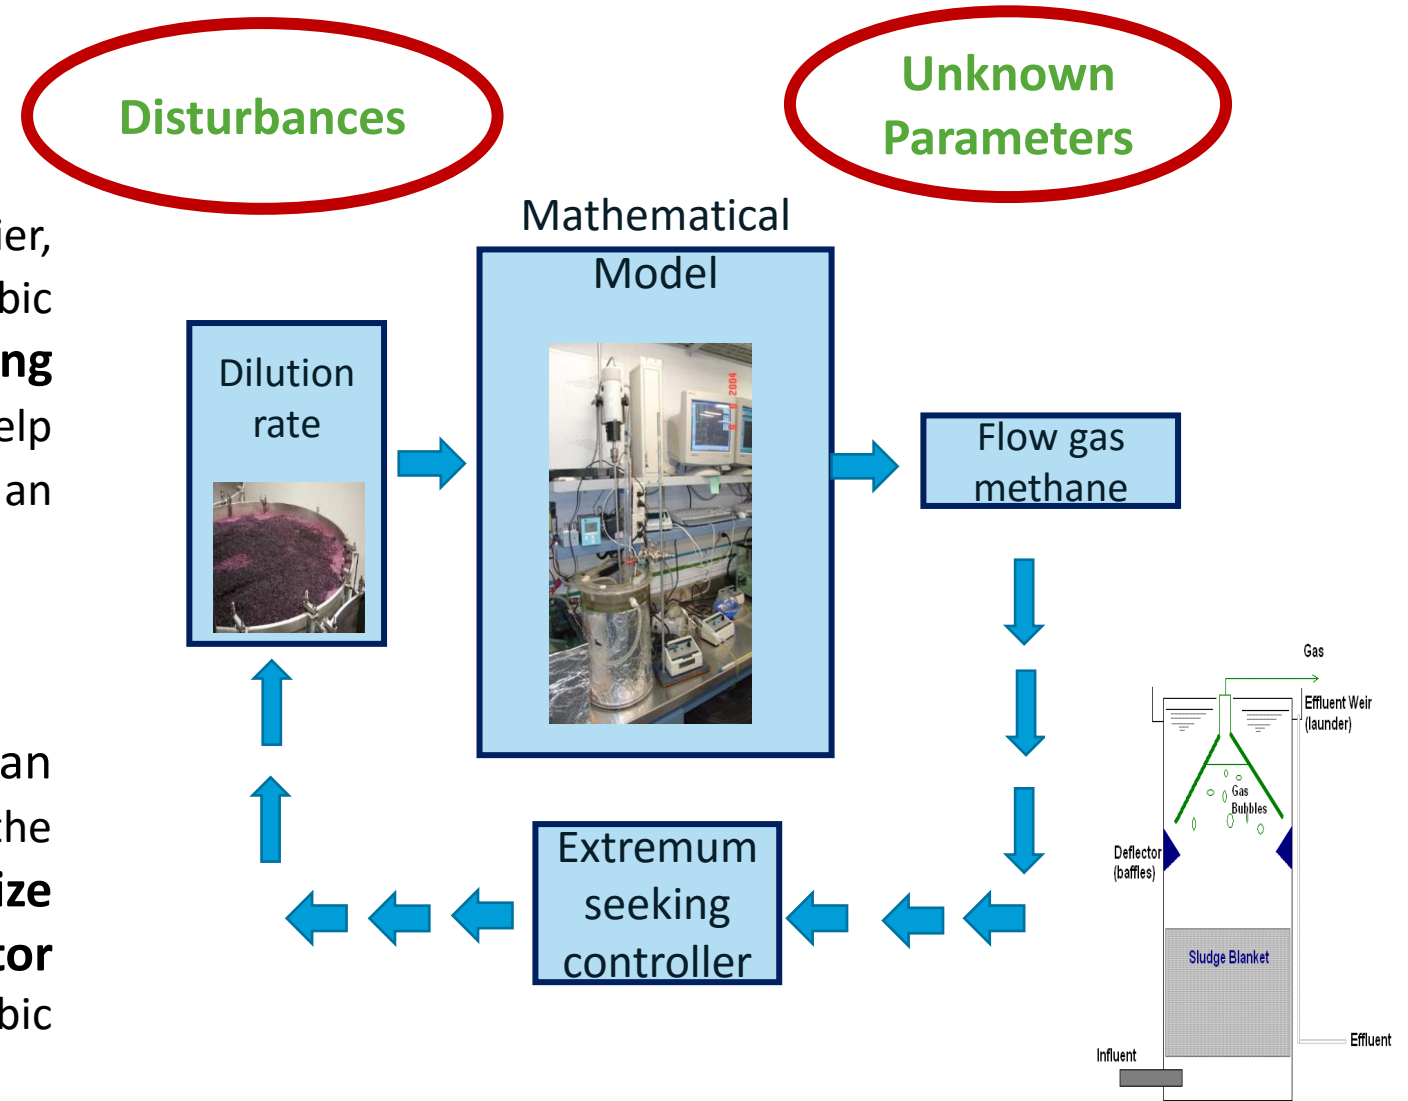 Disturbances
Unknown
Parameters
Mathematical
Model
ier,
bic
ng
elp
an
an
the
ize
tor
bic
Dilution
rate
2004
Flow gas
methane
Extremum
seeking
controller
Gas
Effluent Weir
(launder)
Gas
Bubbles
Deflector
(baffles)
Sludge Blanket
Effluent
Influent